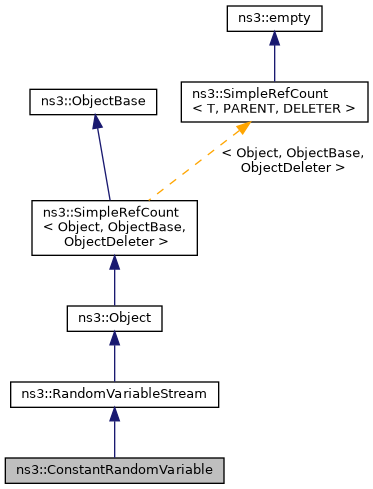 ns3::empty
ns3::SimpleRefCount
< T, PARENT, DELETER >
ns3::ObjectBase
< Object, ObjectBase,
ObjectDeleter >
ns3::SimpleRefCount
< Object, ObjectBase,
ObjectDeleter >
ns3::Object
ns3::RandomVariableStream
ns3::ConstantRandomVariable